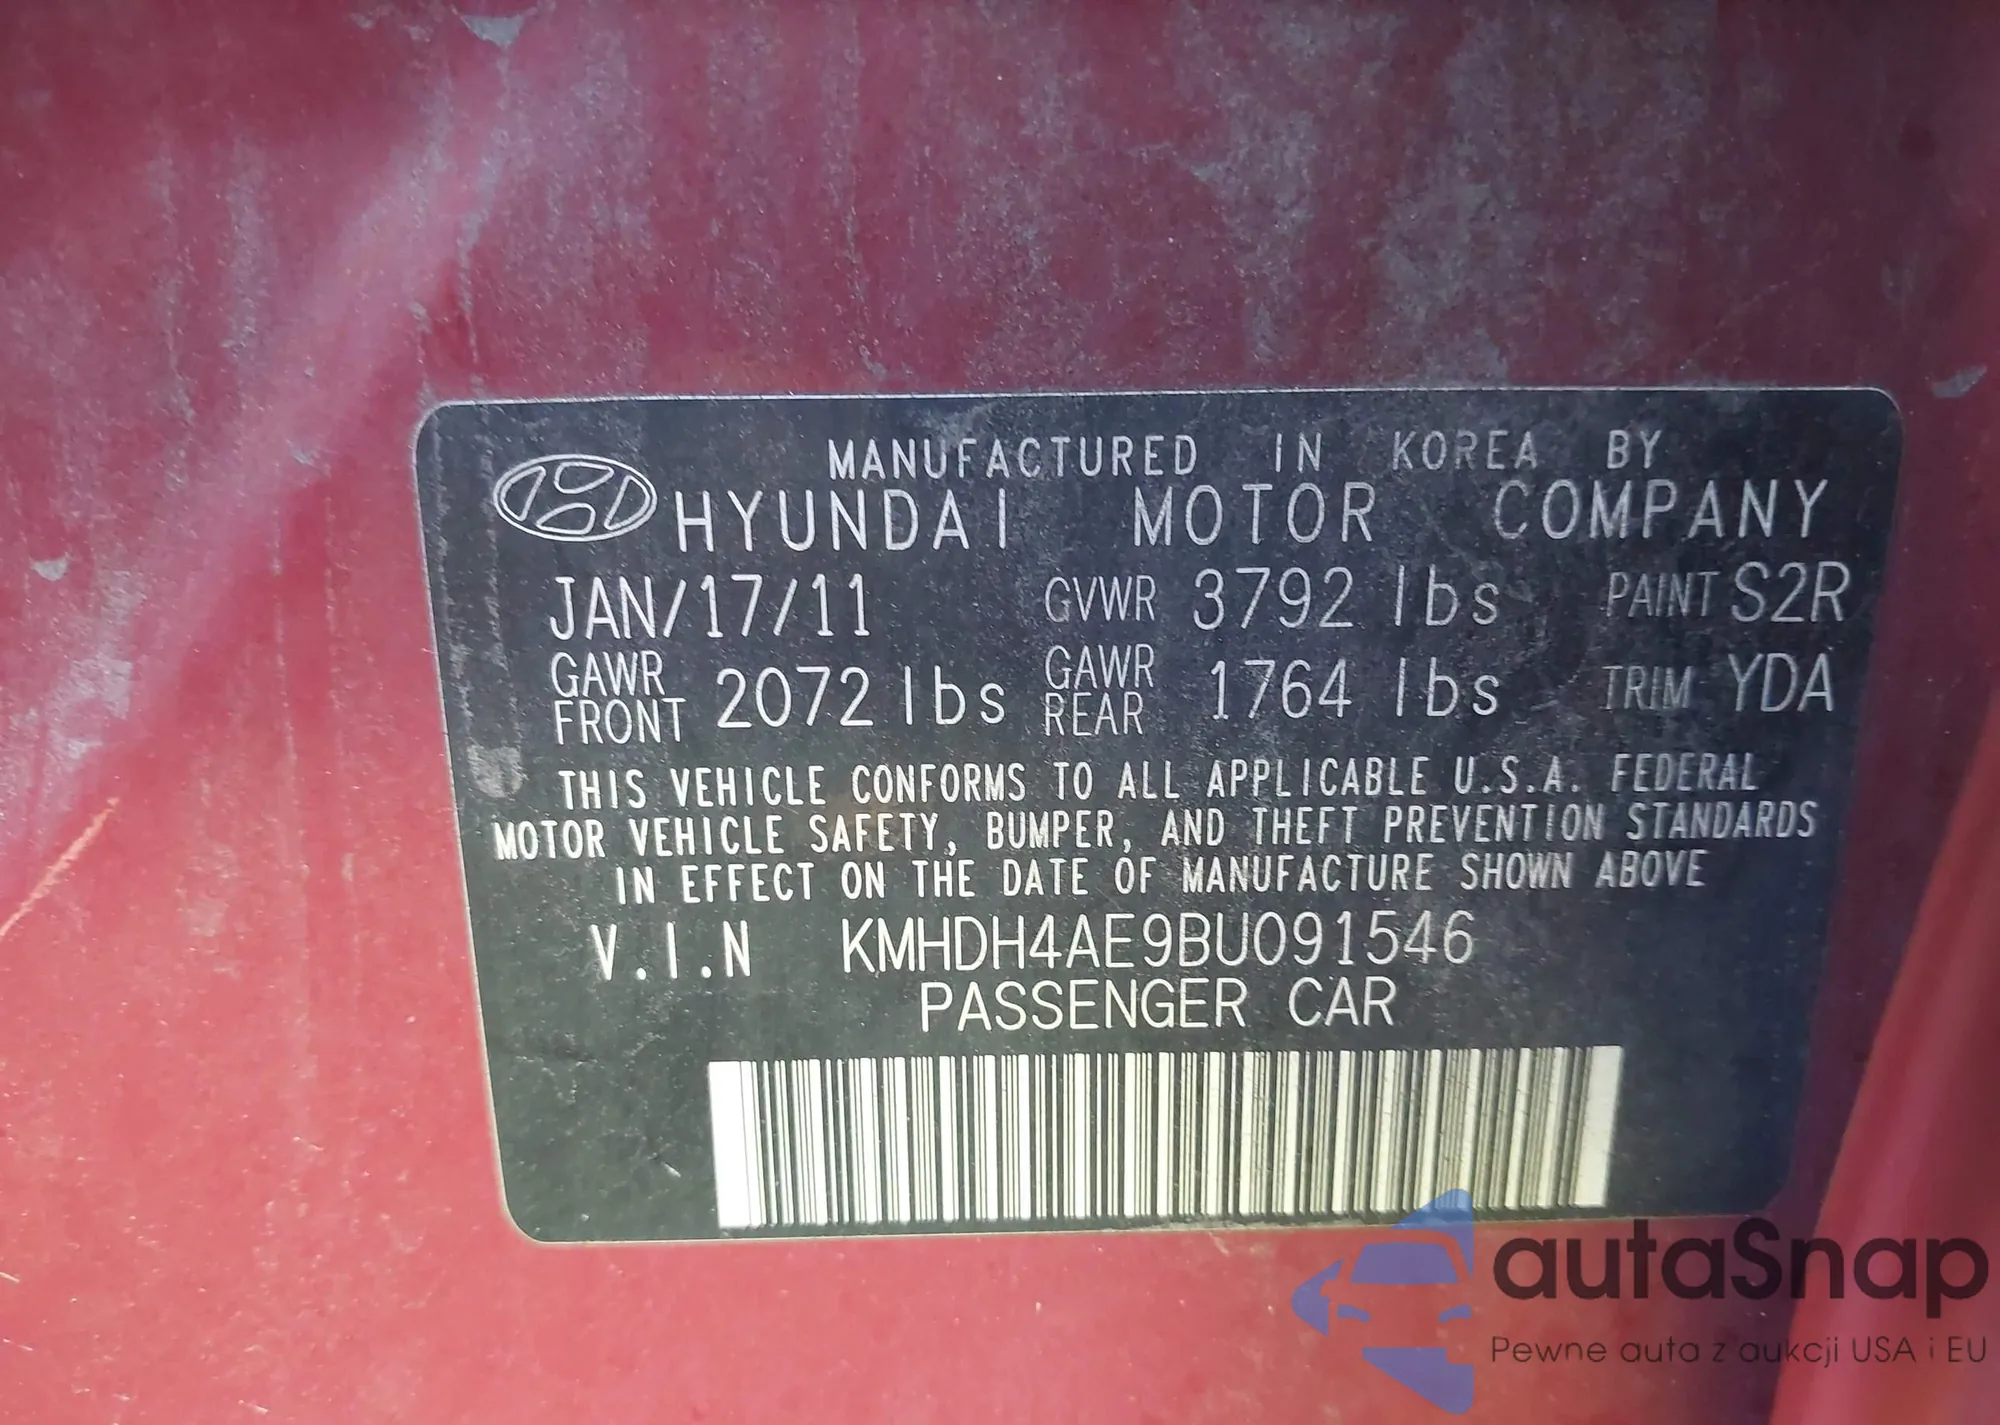 MANUFACTURED IN KOREA BY
HYUNDAI MOTOR COMPANY
JAN/17/11 GVWR 3792 lbs PAINT S2R
GAWR FRONT 2072 lbs GAWR REAR 1764 lbs TRIM YDA
THIS VEHICLE CONFORMS TO ALL APPLICABLE U.S.A. FEDERAL
MOTOR VEHICLE SAFETY, BUMPER, AND THEFT PREVENTION STANDARDS
IN EFFECT ON THE DATE OF MANUFACTURE SHOWN ABOVE
V.I.N KMHDH4AE9BU091546
PASSENGER CAR
autaSnap
Pewne auta z aukcji USA i EU